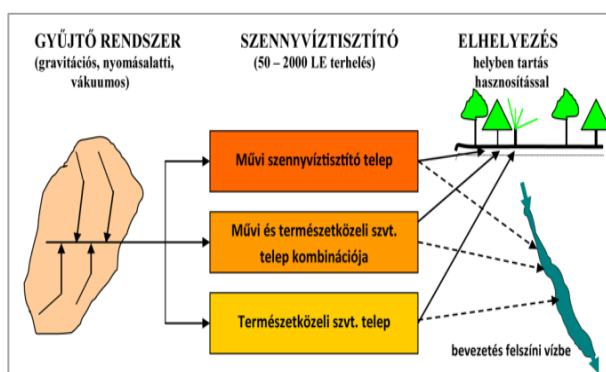 GYŰJTŐ RENDSZER
(gravitációs, nyomásalatti,
vákuumos)
SZENNYVÍZTISZTÍTÓ
(50 – 2000 LE terhelés)
ELHELYEZÉS
helyben tartás
hasznosítással
Művi szennyvíztisztító telep
Művi és természetközeli szvt.
telep kombinációja
Természetközeli szvt. telep
bevezetés felszíni vízbe